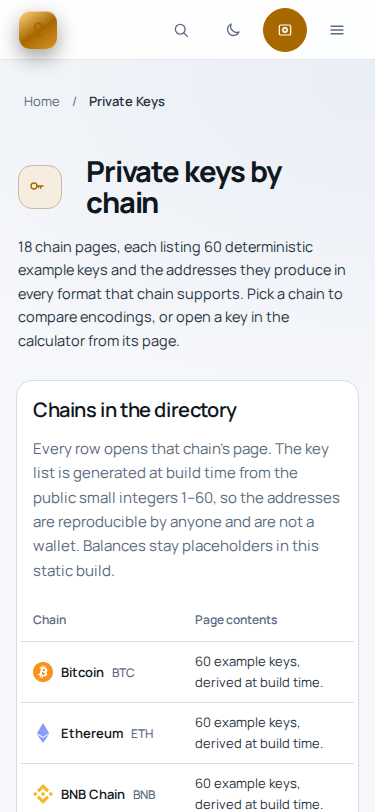 Home / Private Keys
Private keys by
chain
18 chain pages, each listing 60 deterministic
example keys and the addresses they produce in
every format that chain supports. Pick a chain to
compare encodings, or open a key in the
calculator from its page.
Chains in the directory
Every row opens that chain's page. The key
list is generated at build time from the
public small integers 1–60, so the addresses
are reproducible by anyone and are not a
wallet. Balances stay placeholders in this
static build.
Chain Page contents
Bitcoin BTC 60 example keys,
derived at build time.
Ethereum ETH 60 example keys,
derived at build time.
BNB Chain BNB 60 example keys,
derived at build time.